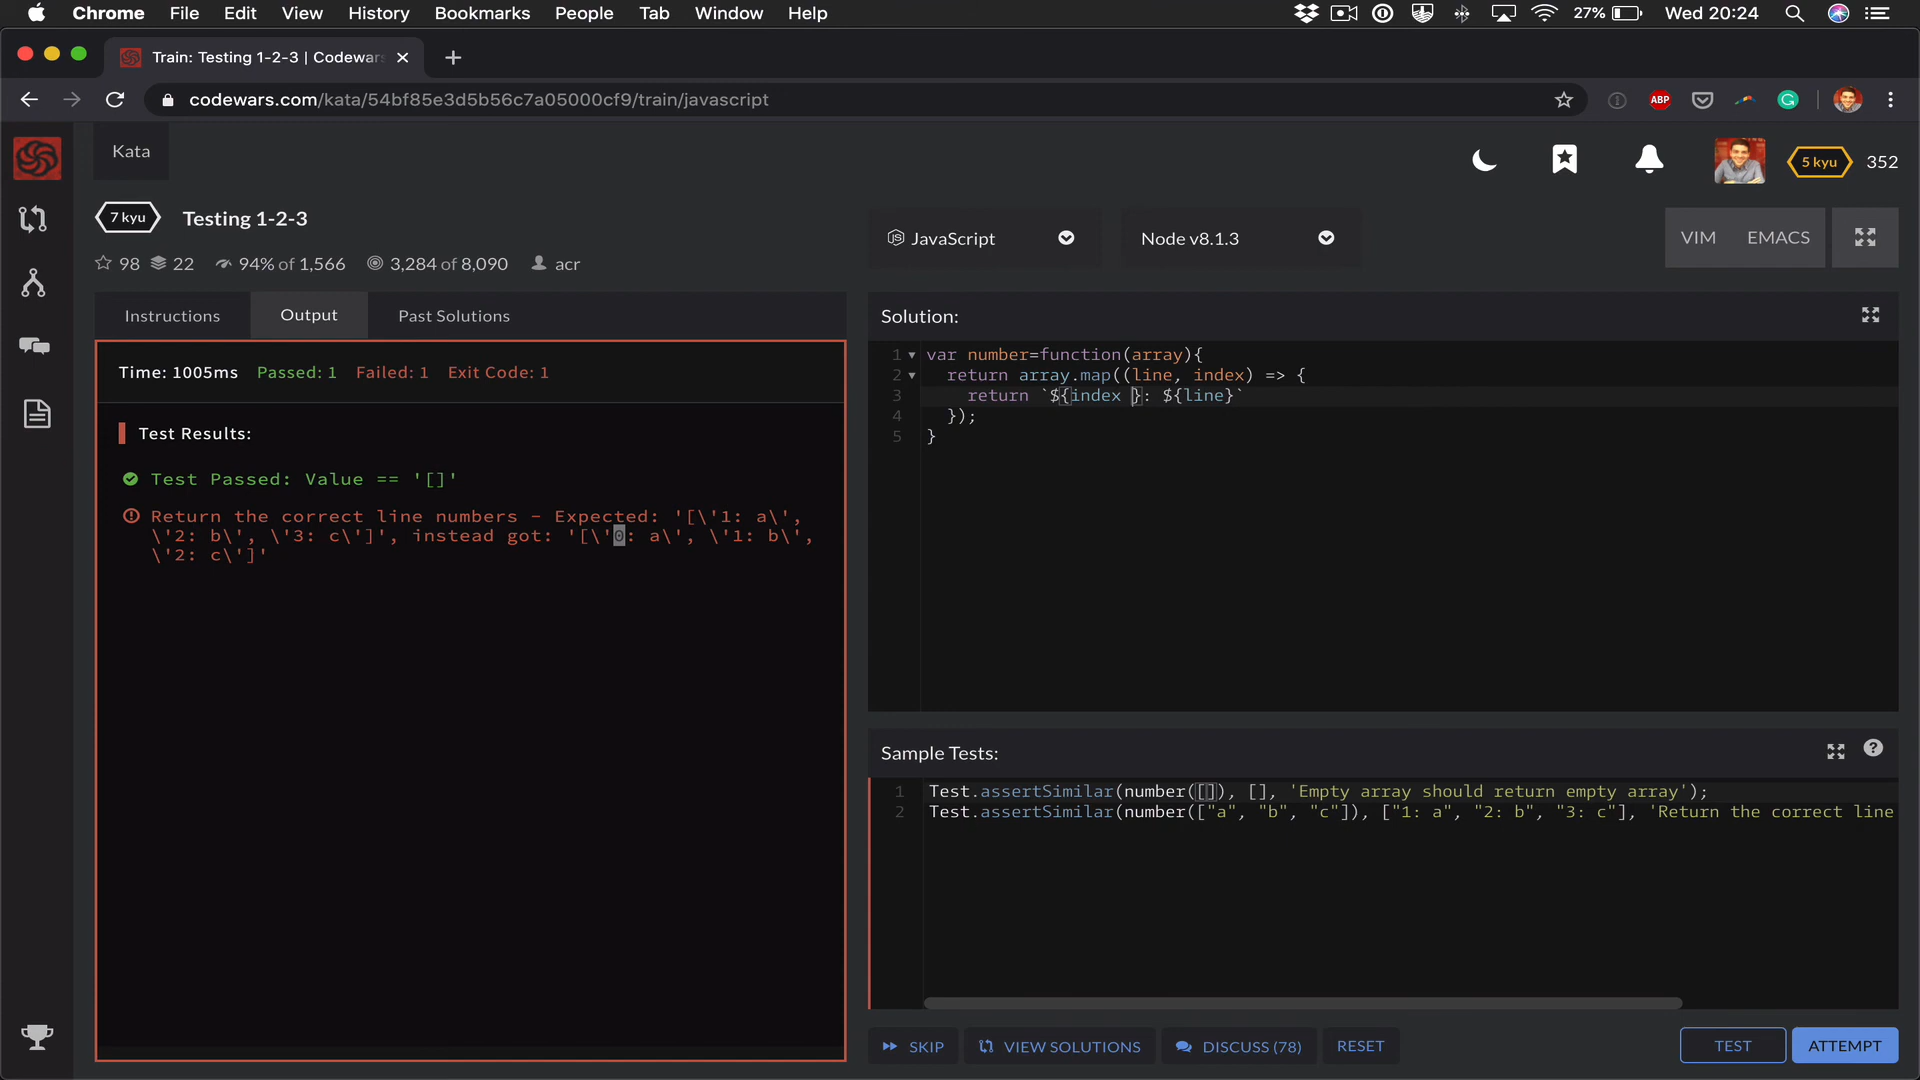 Chrome File Edit View History Bookmarks People Tab Window Help 27% Wed 20:24
Train: Testing 1-2-3 | Codewars
codewars.com/kata/54bf85e3d5b56c7a05000cf9/train/javascript ABP
Kata
5 kyu 352
7 kyu Testing 1-2-3
98 22 94% of 1,566 3,284 of 8,090 acr
JavaScript Node v8.1.3 VIM EMACS
Instructions Output Past Solutions
Time: 1005ms Passed: 1 Failed: 1 Exit Code: 1
Test Results:
Test Passed: Value == '[]'
Return the correct line numbers - Expected: '[\'1: a\',
\'2: b\', \'3: c\']', instead got: '[\'0: a\', \'1: b\',
\'2: c\']'
Solution:
1 var number=function(array){
2 return array.map((line, index) => {
3 return `${index }: ${line}`
4 });
5 }
Sample Tests:
1 Test.assertSimilar(number([]), [], 'Empty array should return empty array');
2 Test.assertSimilar(number(["a", "b", "c"]), ["1: a", "2: b", "3: c"], 'Return the correct line
SKIP VIEW SOLUTIONS DISCUSS (78) RESET TEST ATTEMPT